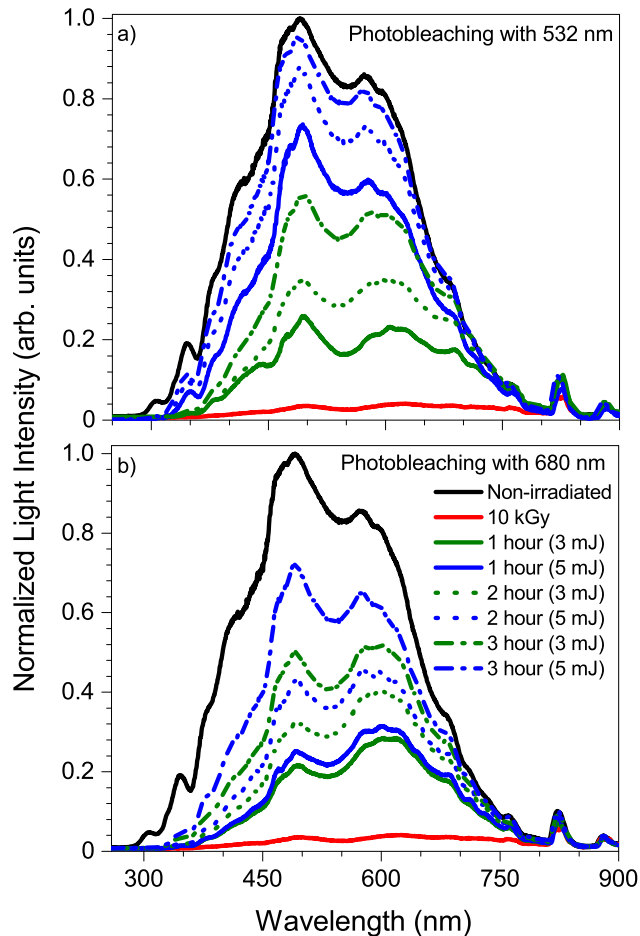 a)
Photobleaching with 532 nm
1.0
0.8
0.6
0.4
0.2
0
Normalized Light Intensity (arb. units)
b)
Photobleaching with 680 nm
Non-irradiated
10 kGy
1 hour (3 mJ)
1 hour (5 mJ)
2 hour (3 mJ)
2 hour (5 mJ)
3 hour (3 mJ)
3 hour (5 mJ)
1.0
0.8
0.6
0.4
0.2
0
300 450 600 750 900
Wavelength (nm)